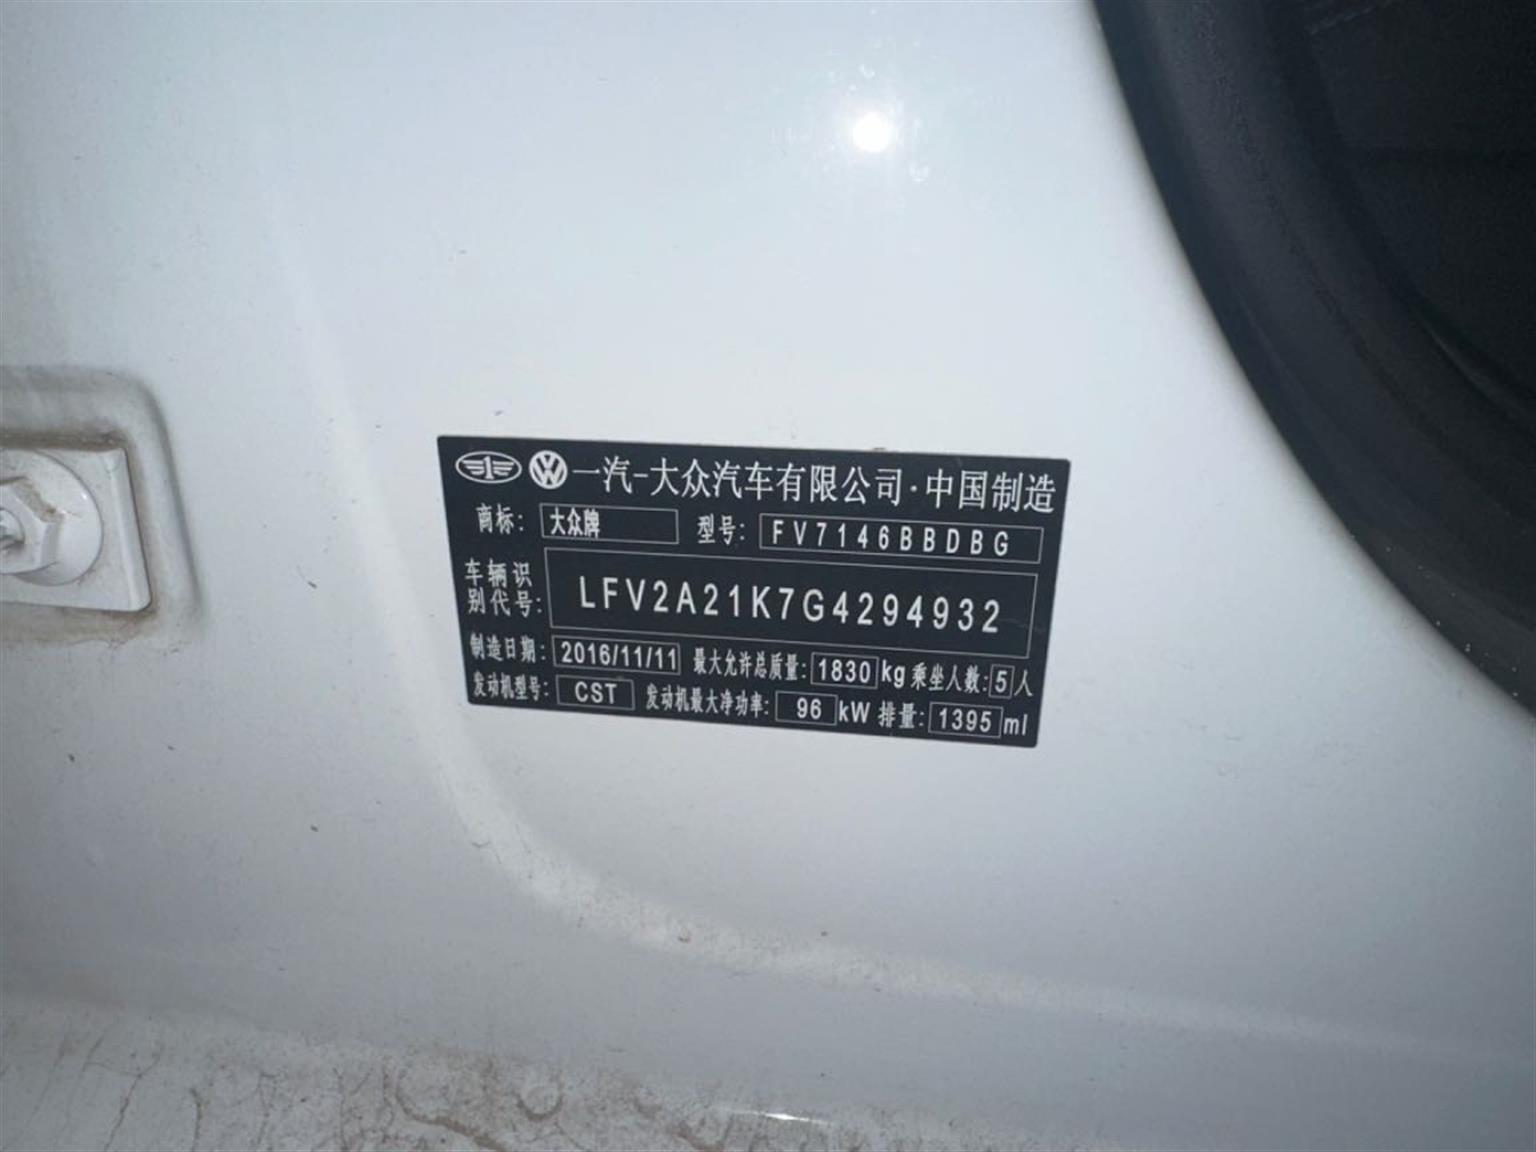 一汽-大众汽车有限公司·中国制造
商标: 大众牌 型号: FV7146BBDBG
车辆识别代号: LFV2A21K7G4294932
制造日期: 2016/11/11 最大允许总质量: 1830 kg 乘坐人数: 5 人
发动机型号: CST 发动机最大净功率: 96 kW 排量: 1395 ml